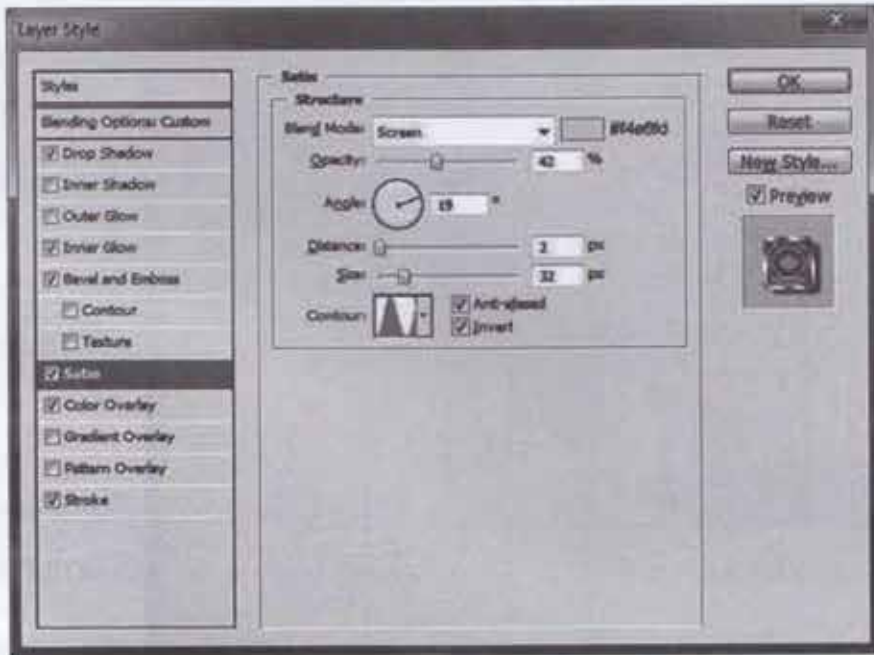 Layer Style
Styles
Blending Options: Custom
Drop Shadow
Inner Shadow
Outer Glow
Inner Glow
Bevel and Emboss
Contour
Texture
Satin
Color Overlay
Gradient Overlay
Pattern Overlay
Stroke
Satin
Structure
Blend Mode: Screen
Opacity: 42 %
Angle: 19 °
Distance: px
Size: 32 px
Contour: Anti-aliased
Invert
OK
Reset
New Style...
Preview